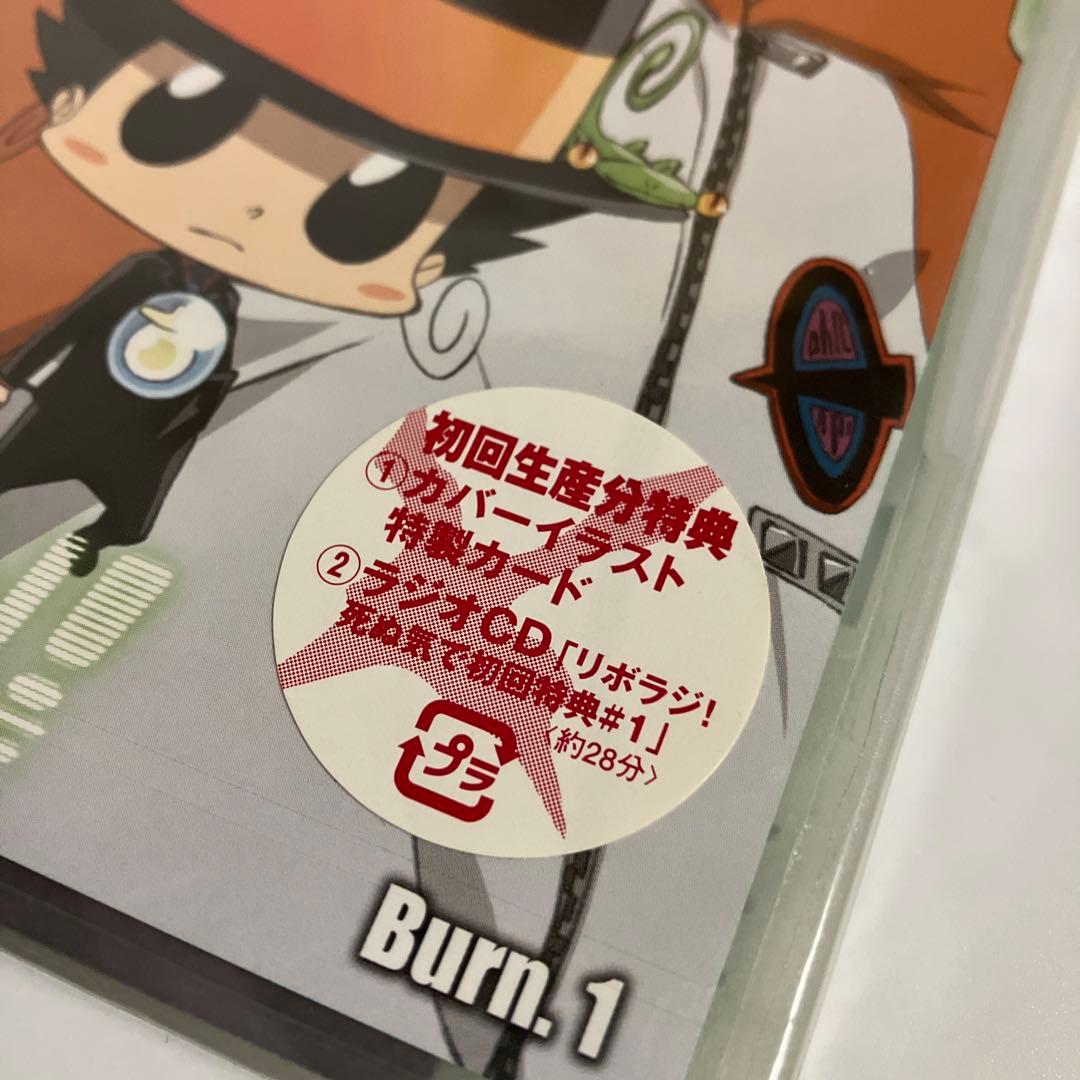 初回生産分特典
①カバーイラスト
特製カード
②ラジオCD「リボラジ!
死ぬ気で初回特典#1」
〈約28分〉
プラ
Burn. 1